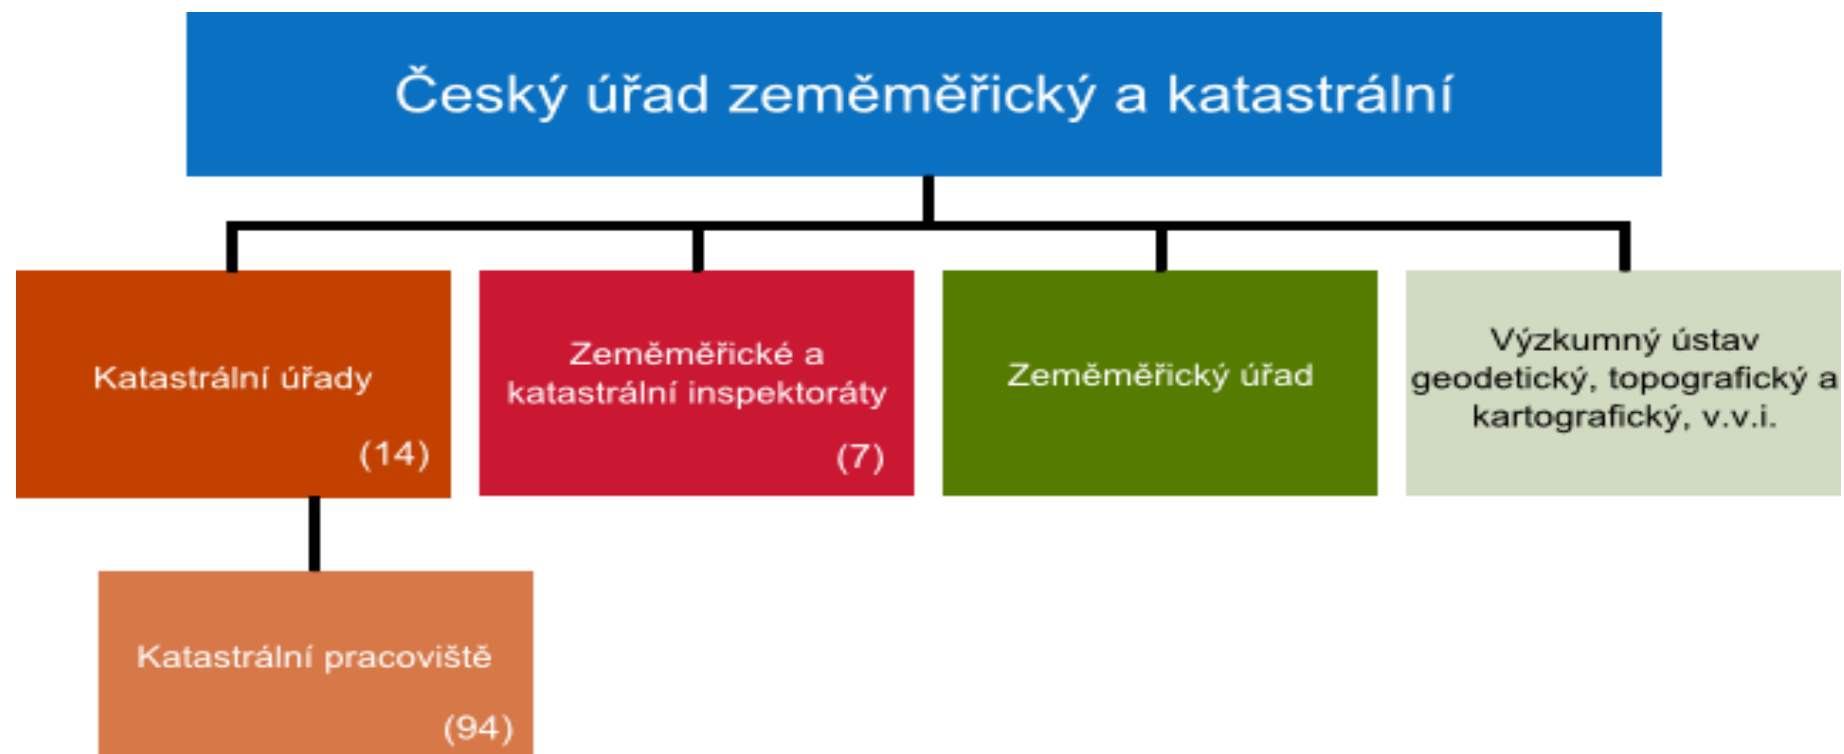 Český úřad zeměměřický a katastrální
Katastrální úřady
(14)
Zeměměřické a
katastrální inspektoráty
(7)
Zeměměřický úřad
Výzkumný ústav
geodetický, topografický a
kartografický, v.v.i.
Katastrální pracoviště
(94)